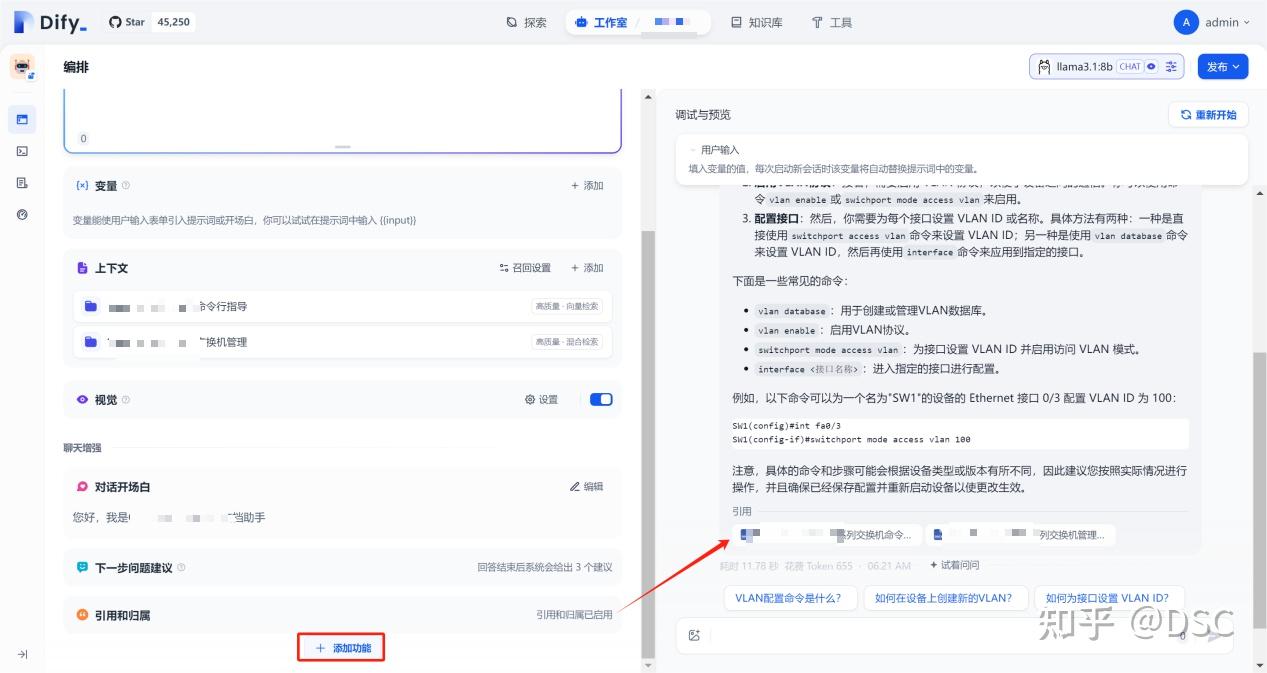 Dify_
Star 45,250
探索
工作室 /
知识库
工具
A admin
编排
llama3.1:8b CHAT
发布
0
{x} 变量
+ 添加
变量能使用户输入表单引入提示词或开场白，你可以试试在提示词中输入 {{input}}
上下文
召回设置
+ 添加
命令行指导
高质量 · 向量检索
换机管理
高质量 · 混合检索
视觉
设置
聊天增强
对话开场白
编辑
您好，我是 助手
下一步问题建议
回答结束后系统会给出 3 个建议
引用和归属
引用和归属已启用
+ 添加功能
调试与预览
重新开始
用户输入
填入变量的值，每次启动新会话时该变量将自动替换提示词中的变量。
令 vlan enable 或 swichport mode access vlan 来启用。
3. 配置接口：然后，你需要为每个接口设置 VLAN ID 或名称。具体方法有两种：一种是直
接使用 switchport access vlan 命令来设置 VLAN ID；另一种是使用 vlan database 命令
来设置 VLAN ID，然后再使用 interface 命令来应用到指定的接口。
下面是一些常见的命令：
• vlan database：用于创建或管理VLAN数据库。
• vlan enable：启用VLAN协议。
• switchport mode access vlan：为接口设置 VLAN ID 并启用访问 VLAN 模式。
• interface <接口名称>：进入指定的接口进行配置。
例如，以下命令可以为一个名为"SW1"的设备的 Ethernet 接口 0/3 配置 VLAN ID 为 100：
SW1(config)#int fa0/3
SW1(config-if)#switchport mode access vlan 100
注意，具体的命令和步骤可能会根据设备类型或版本有所不同，因此建议您按照实际情况进行
操作，并且确保已经保存配置并重新启动设备以使更改生效。
引用
系列交换机命令...
列交换机管理...
耗时 11.78 秒 花费 Token 655 · 06:21 AM
试着问问
VLAN配置命令是什么？
如何在设备上创建新的VLAN？
如何为接口设置 VLAN ID？
0
知乎 @DSC